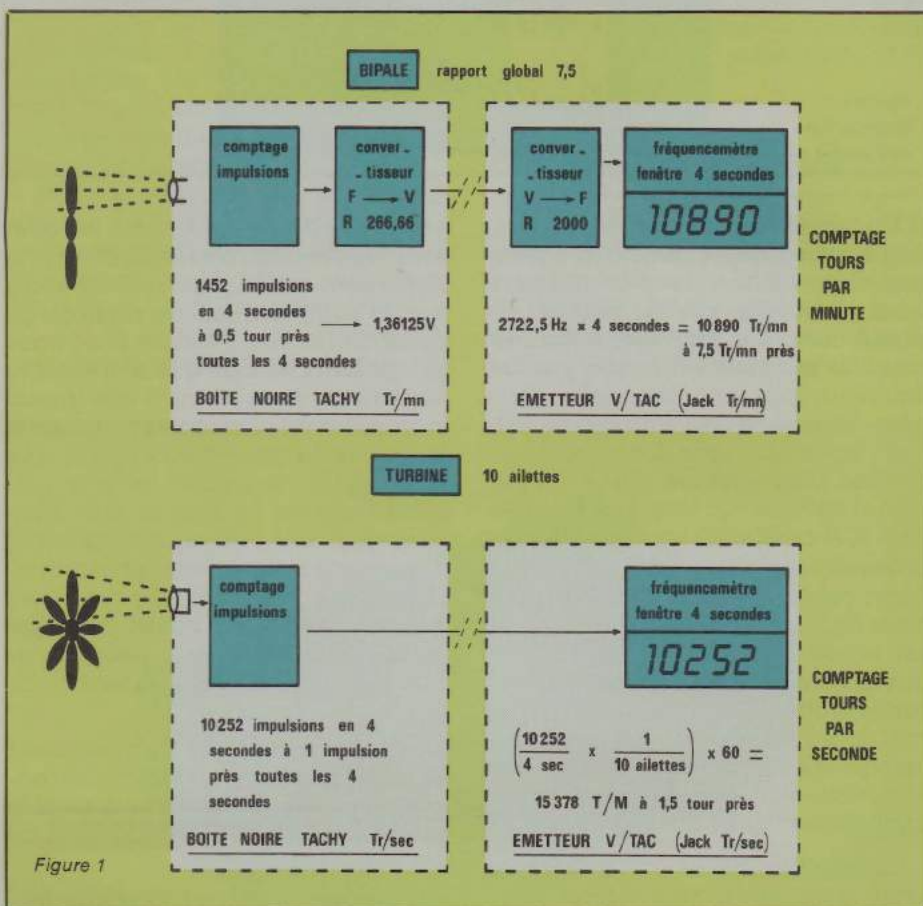 BIPALE rapport global 7,5
comptage
impulsions
conver -
- tisseur
F → V
R 266,66
conver -
- tisseur
V → F
R 2000
fréquencemètre
fenêtre 4 secondes
10890
COMPTAGE
TOURS
PAR
MINUTE
1452 impulsions
en 4 secondes
à 0,5 tour près → 1,36125 V
toutes les 4 secondes
BOITE NOIRE TACHY Tr/mn
2722,5 Hz x 4 secondes = 10 890 Tr/mn
à 7,5 Tr/mn près
EMETTEUR V/TAC (Jack Tr/mn)
TURBINE 10 ailettes
comptage
impulsions
fréquencemètre
fenêtre 4 secondes
10252
COMPTAGE
TOURS
PAR
SECONDE
10 252 impulsions en 4
secondes à 1 impulsion
près toutes les 4
secondes
BOITE NOIRE TACHY Tr/sec
(10 252 / 4 sec x 1 / 10 ailettes) x 60 =
15 378 T/M à 1,5 tour près
EMETTEUR V/TAC (Jack Tr/sec)
Figure 1